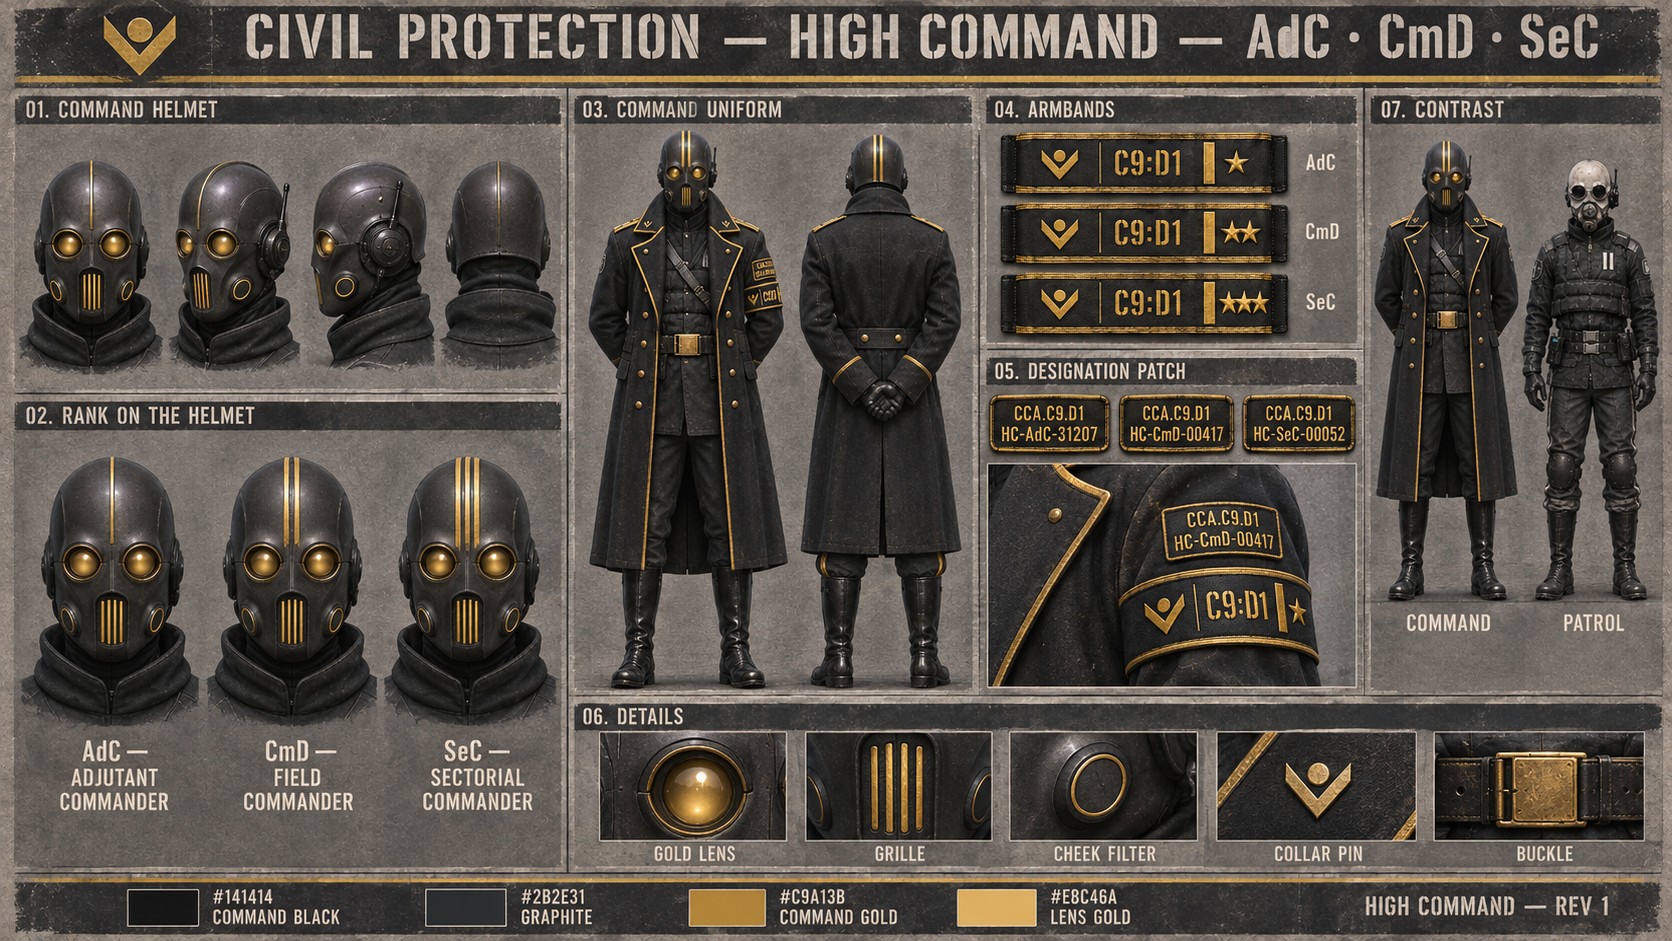 CIVIL PROTECTION — HIGH COMMAND — AdC · CmD · SeC
01. COMMAND HELMET
02. RANK ON THE HELMET
AdC —
ADJUTANT
COMMANDER
CmD —
FIELD
COMMANDER
SeC —
SECTORIAL
COMMANDER
03. COMMAND UNIFORM
04. ARMBANDS
C9:D1
AdC
C9:D1
CmD
C9:D1
SeC
05. DESIGNATION PATCH
CCA.C9.D1
HC-AdC-31207
CCA.C9.D1
HC-CmD-00417
CCA.C9.D1
HC-SeC-00052
CCA.C9.D1
HC-CmD-00417
C9:D1
06. DETAILS
GOLD LENS
GRILLE
CHEEK FILTER
COLLAR PIN
BUCKLE
07. CONTRAST
COMMAND
PATROL
#141414
COMMAND BLACK
#2B2E31
GRAPHITE
#C9A13B
COMMAND GOLD
#E8C46A
LENS GOLD
HIGH COMMAND — REV 1